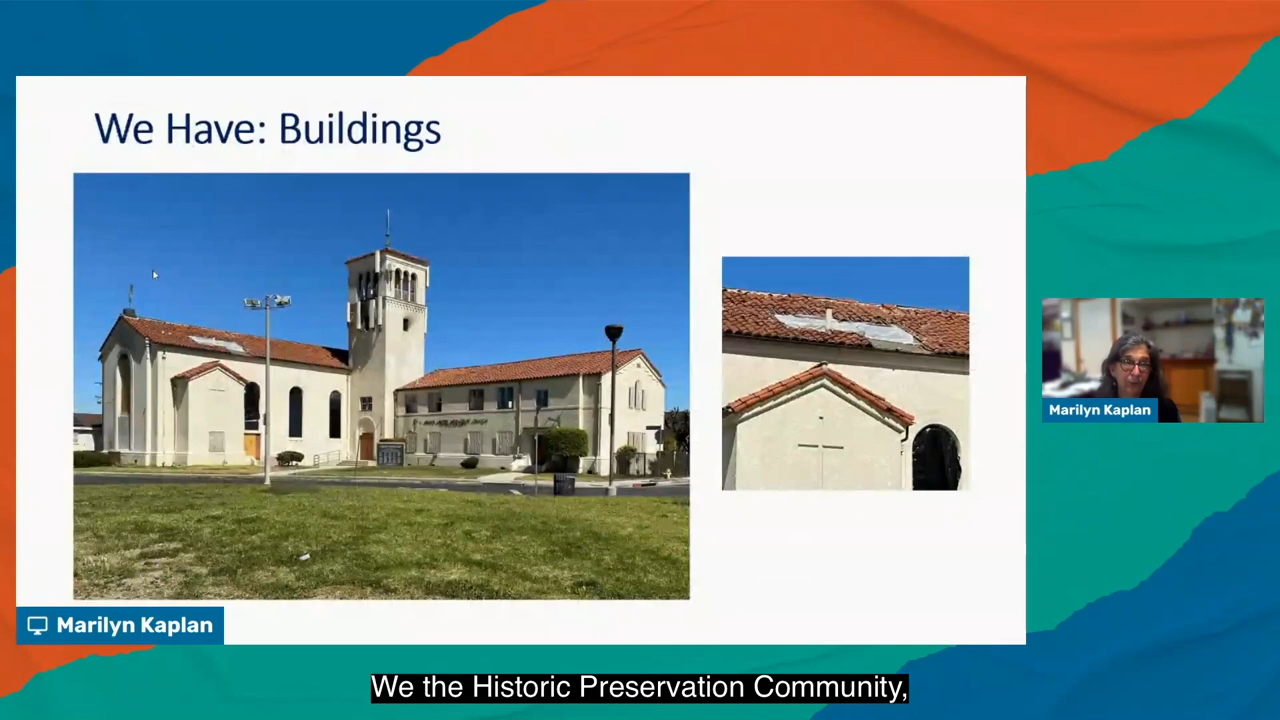 We Have: Buildings
Marilyn Kaplan
Marilyn Kaplan
We the Historic Preservation Community,